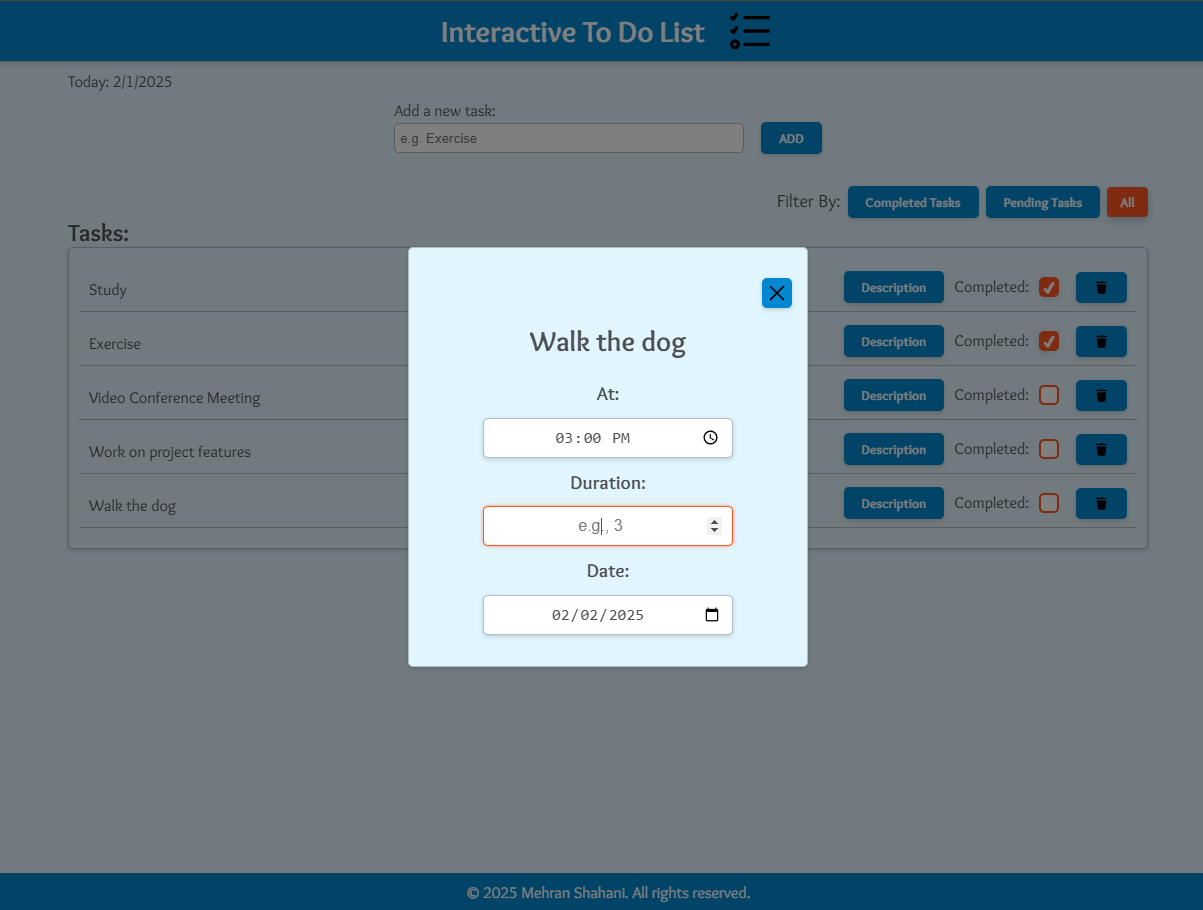 Interactive To Do List
Today: 2/1/2025
Add a new task:
e.g. Exercise
ADD
Filter By:
Completed Tasks
Pending Tasks
All
Tasks:
Study
Description
Completed:
Exercise
Description
Completed:
Video Conference Meeting
Description
Completed:
Work on project features
Description
Completed:
Walk the dog
Description
Completed:
Walk the dog
At:
03:00 PM
Duration:
e.g., 3
Date:
02/02/2025
© 2025 Mehran Shahani. All rights reserved.